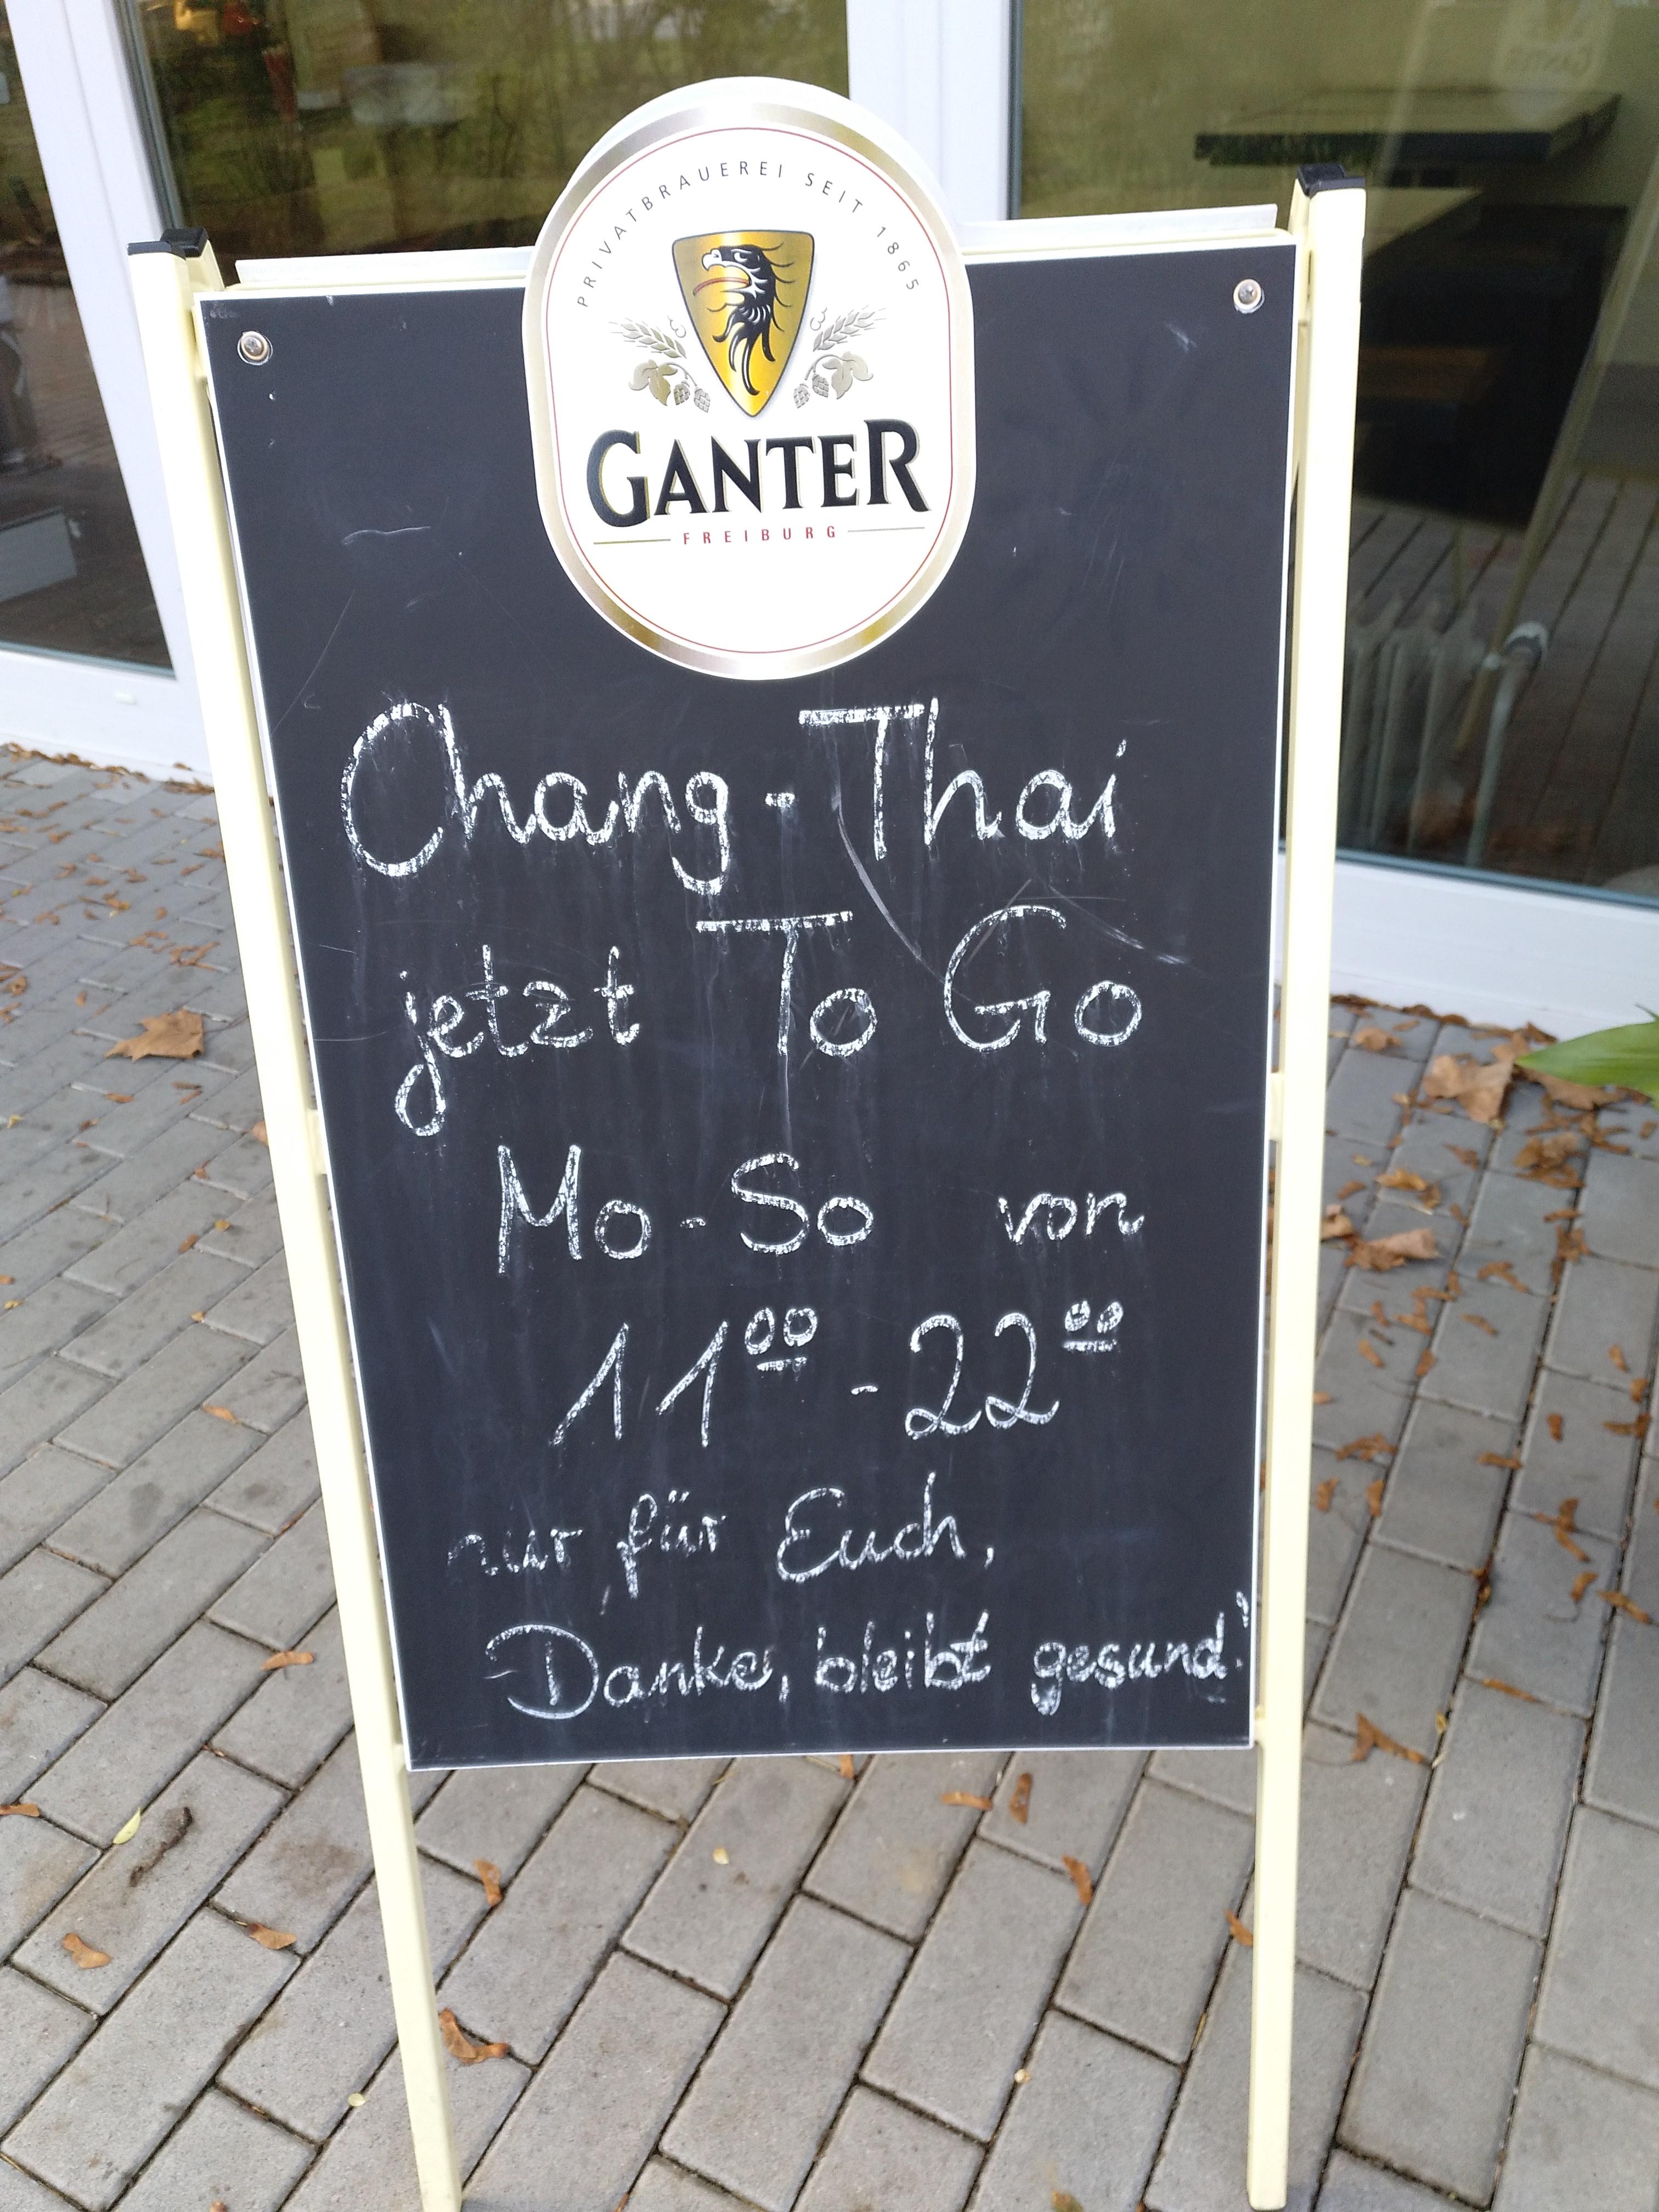 PRIVATBRAUEREI SEIT 1865
GANTER
FREIBURG
Chang-Thai
jetzt To Go
Mo-So von
11⁰⁰ - 22⁰⁰
nur für Euch,
Danke, bleibt gesund!